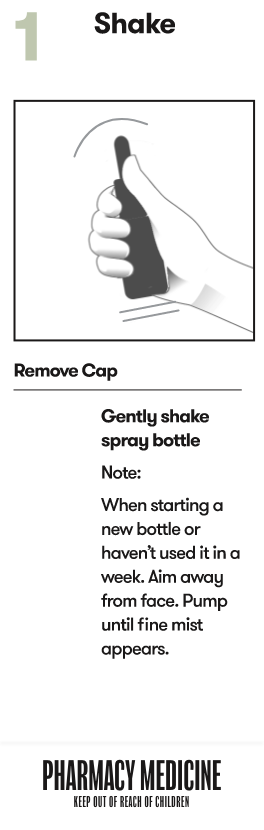 1
Shake
Remove Cap
Gently shake
spray bottle
Note:
When starting a
new bottle or
haven't used it in a
week. Aim away
from face. Pump
until fine mist
appears.
PHARMACY MEDICINE
KEEP OUT OF REACH OF CHILDREN